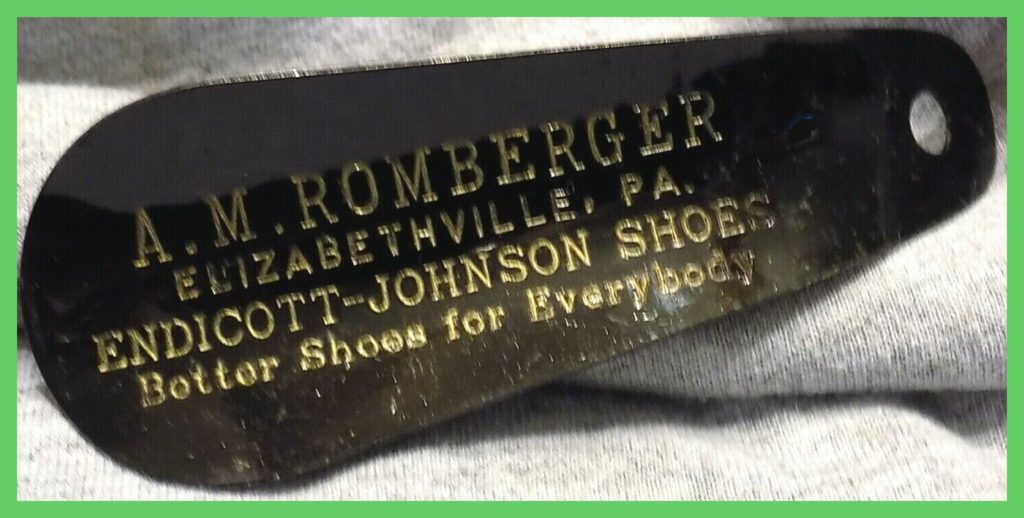 A. M. ROMBERGER
ELIZABETHVILLE, PA.
ENDICOTT-JOHNSON SHOES
Better Shoes for Everybody